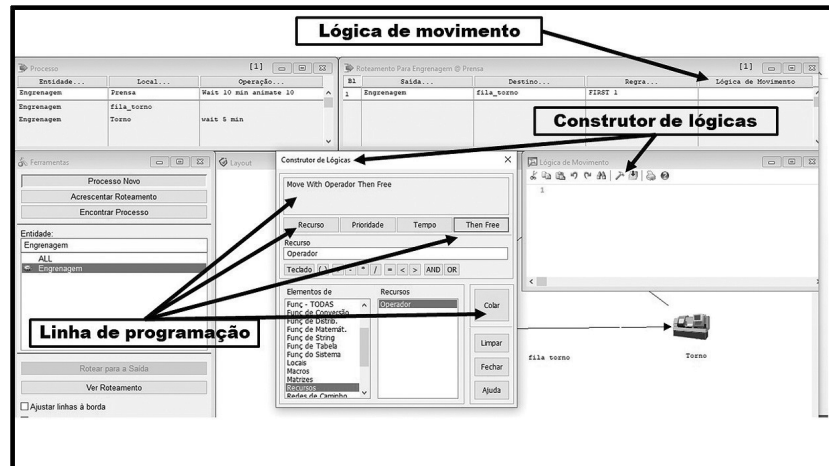 Lógica de movimento
Processo [1]
Entidade... Local... Operação...
Engrenagem Prensa Wait 10 min animate 10
Engrenagem fila_torno
Engrenagem Torno wait 5 min
Roteamento Para Engrenagem @ Prensa [1]
B1 Saída... Destino... Regra... Lógica de Movimento
1 Engrenagem fila_torno FIRST 1
Construtor de lógicas
Ferramentas
Processo Novo
Acrescentar Roteamento
Encontrar Processo
Entidade:
Engrenagem
ALL
Engrenagem
Rotear para a Saída
Ver Roteamento
Ajustar linhas à borda
Layout
Construtor de Lógicas
Move With Operador Then Free
Recurso Prioridade Tempo Then Free
Recurso
Operador
Teclado ( ) - * / = < > AND OR
Elementos de
Funç - TODAS
Funç de Conversão
Funç de Distrib.
Funç de Matemát.
Funç de String
Funç de Tabela
Funç do Sistema
Locais
Macros
Matrizes
Recursos
Redes de Caminho
Recursos
Operador
Colar
Limpar
Fechar
Ajuda
Lógica de Movimento
1
Linha de programação
fila torno
Torno